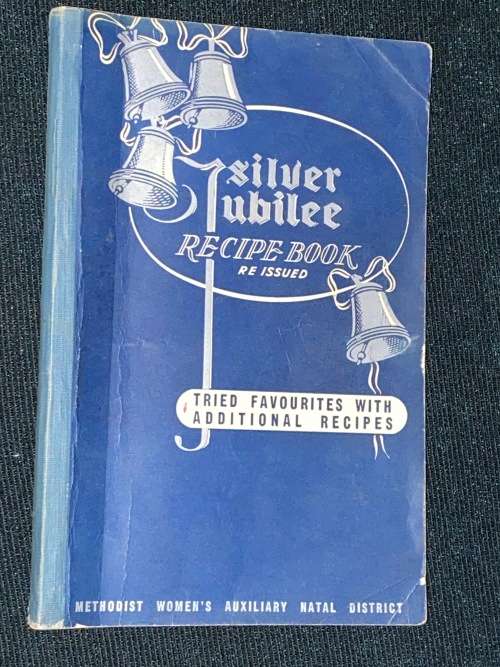 Silver
Jubilee
RECIPE BOOK
RE ISSUED
TRIED FAVOURITES WITH
ADDITIONAL RECIPES
METHODIST WOMEN'S AUXILIARY NATAL DISTRICT